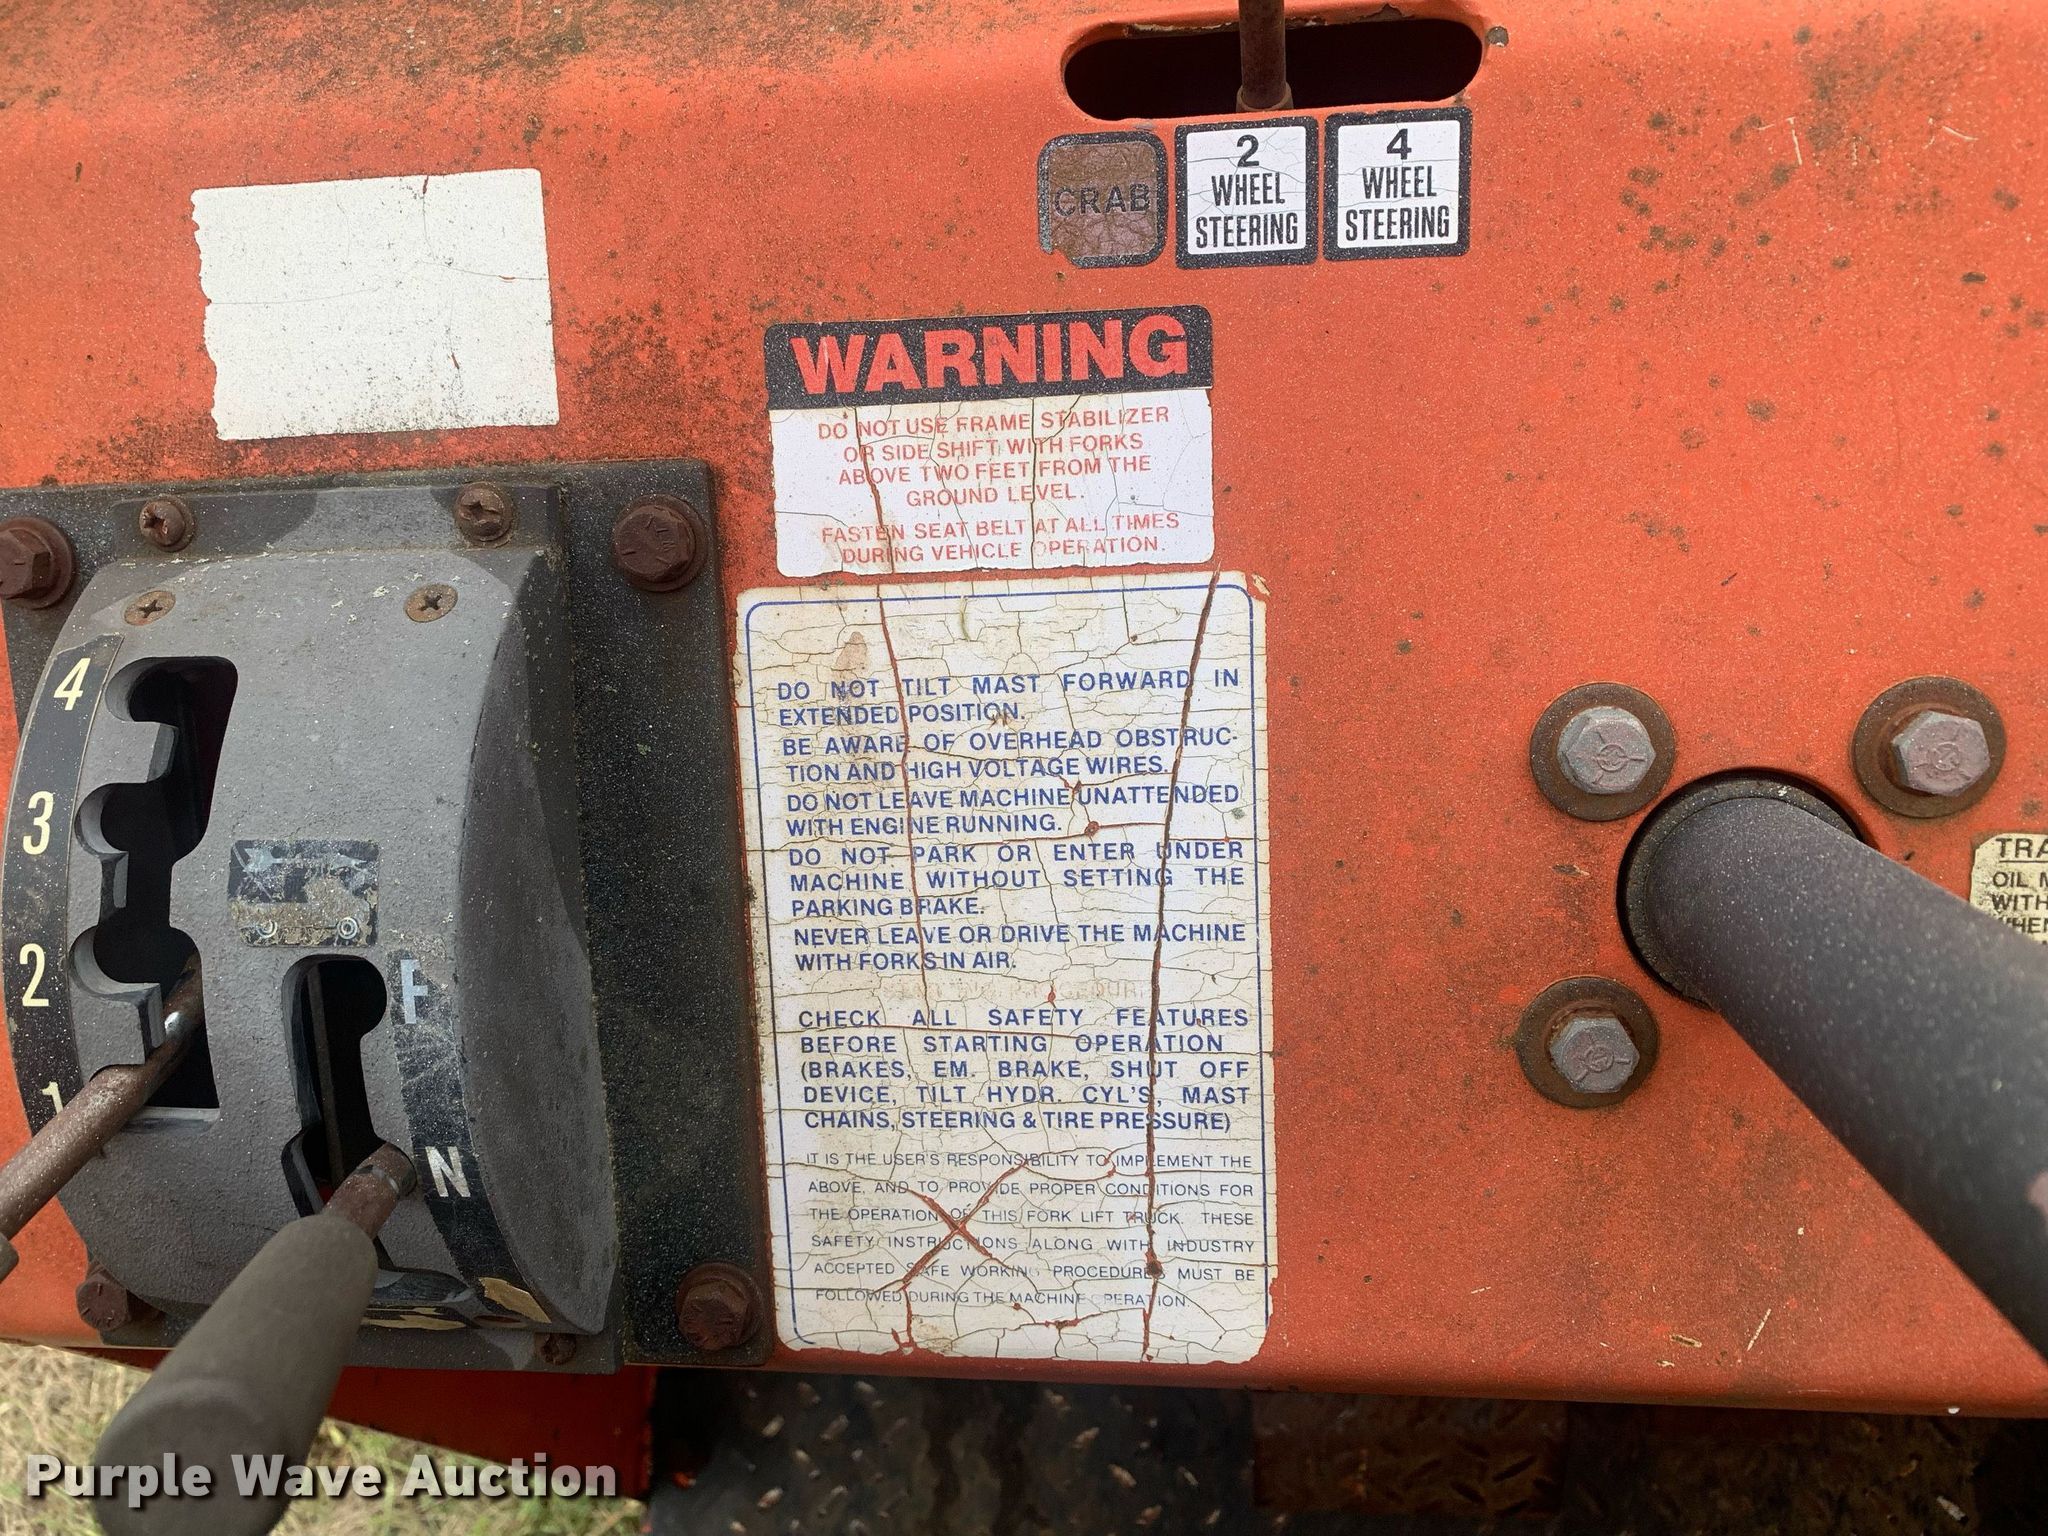 CRAB
2
WHEEL
STEERING
4
WHEEL
STEERING
WARNING
DO NOT USE FRAME STABILIZER
OR SIDE SHIFT WITH FORKS
ABOVE TWO FEET FROM THE
GROUND LEVEL.
FASTEN SEAT BELT AT ALL TIMES
DURING VEHICLE OPERATION.
DO NOT TILT MAST FORWARD IN
EXTENDED POSITION.
BE AWARE OF OVERHEAD OBSTRUC-
TION AND HIGH VOLTAGE WIRES.
DO NOT LEAVE MACHINE UNATTENDED
WITH ENGINE RUNNING.
DO NOT PARK OR ENTER UNDER
MACHINE WITHOUT SETTING THE
PARKING BRAKE.
NEVER LEAVE OR DRIVE THE MACHINE
WITH FORKS IN AIR.
CHECK ALL SAFETY FEATURES
BEFORE STARTING OPERATION
(BRAKES, EM. BRAKE, SHUT OFF
DEVICE, TILT HYDR. CYL'S, MAST
CHAINS, STEERING & TIRE PRESSURE)
IT IS THE USER'S RESPONSIBILITY TO IMPLEMENT THE
ABOVE, AND TO PROVIDE PROPER CONDITIONS FOR
THE OPERATION OF THIS FORK LIFT TRUCK. THESE
SAFETY INSTRUCTIONS ALONG WITH INDUSTRY
ACCEPTED SAFE WORKING PROCEDURES MUST BE
FOLLOWED DURING THE MACHINE OPERATION.
4
3
2
1
F
N
TRA
OIL
WITH
Purple Wave Auction